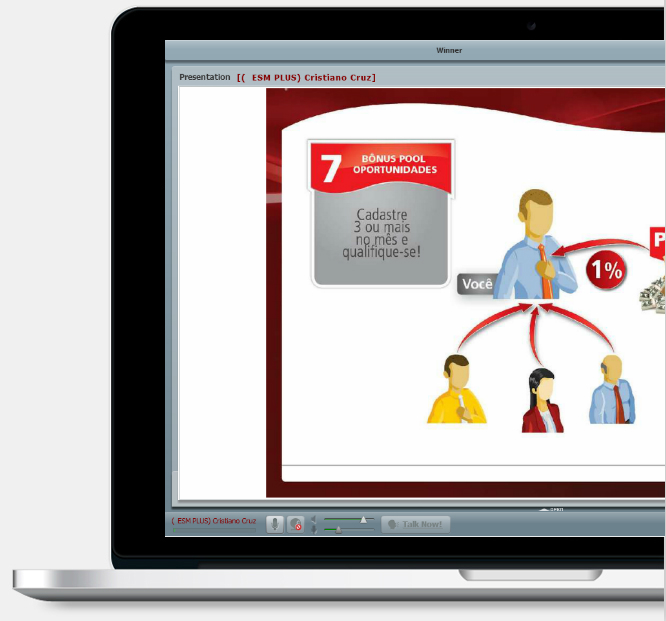 Winner
Presentation [( ESM PLUS) Cristiano Cruz]
7
BÔNUS POOL
OPORTUNIDADES
Cadastre
3 ou mais
no mês e
qualifique-se!
P
1%
Você
OPEN
( ESM PLUS) Cristiano Cruz
Talk Now!